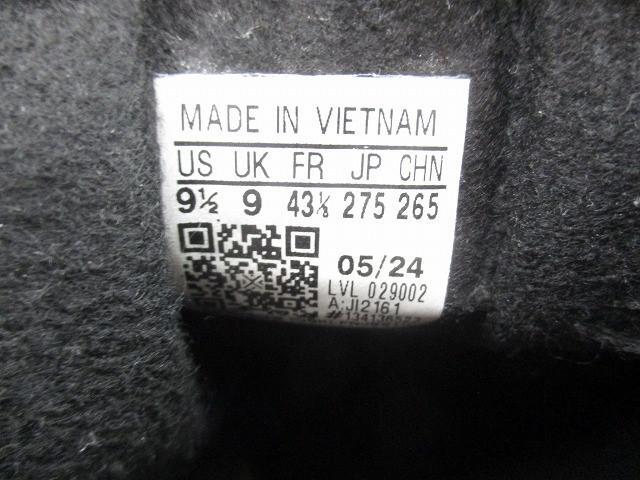 MADE IN VIETNAM
US UK FR JP CHN
9½ 9 43⅓ 275 265
05/24
LVL 029002
A:JI2161